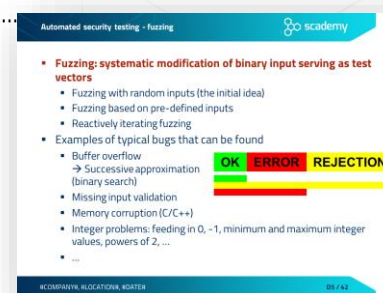 Automated security testing - fuzzing
scademy
Fuzzing: systematic modification of binary input serving as test
vectors
Fuzzing with random inputs (the initial idea)
Fuzzing based on pre-defined inputs
Reactively iterating fuzzing
Examples of typical bugs that can be found
Buffer overflow
→ Successive approximation
(binary search)
OK ERROR REJECTION
Missing input validation
Memory corruption (C/C++)
Integer problems: feeding in 0, -1, minimum and maximum integer
values, powers of 2, ...
...
#COMPANY#, #LOCATION#, #DATE#
05 / 42